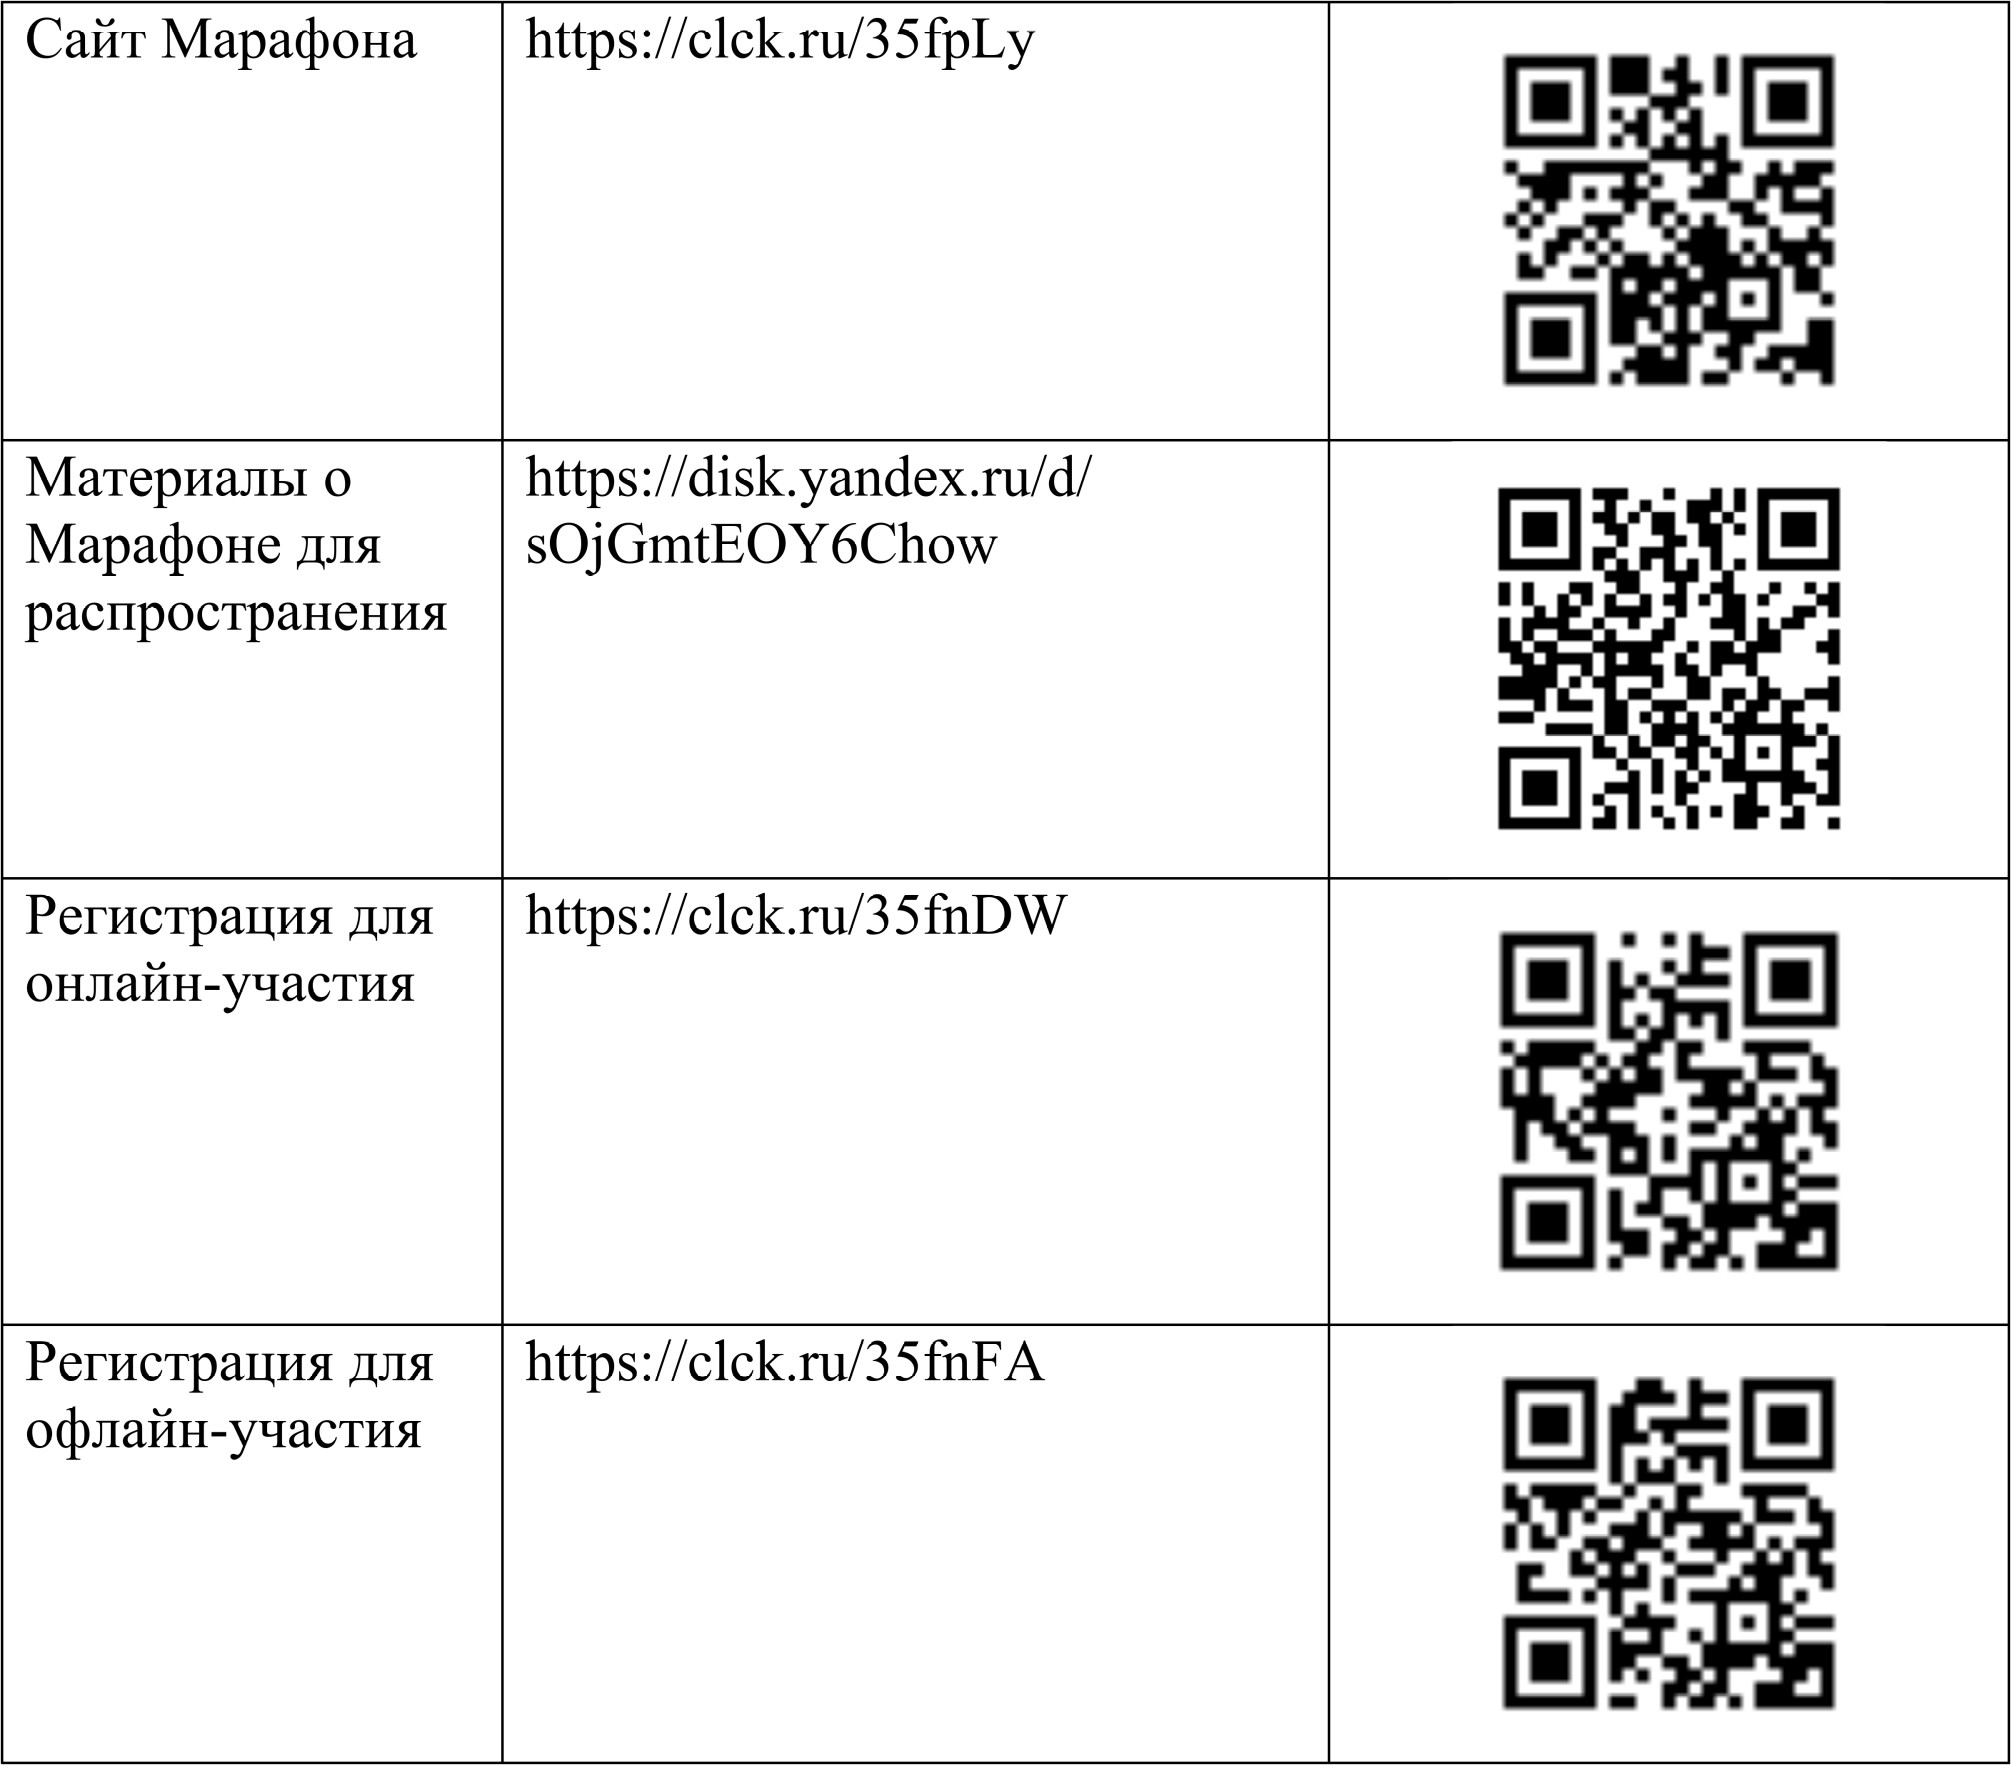 Сайт Марафона
https://clck.ru/35fpLy
Материалы о
Марафоне для
распространения
https://disk.yandex.ru/d/
sOjGmtEOY6Chow
Регистрация для
онлайн-участия
https://clck.ru/35fnDW
Регистрация для
офлайн-участия
https://clck.ru/35fnFA